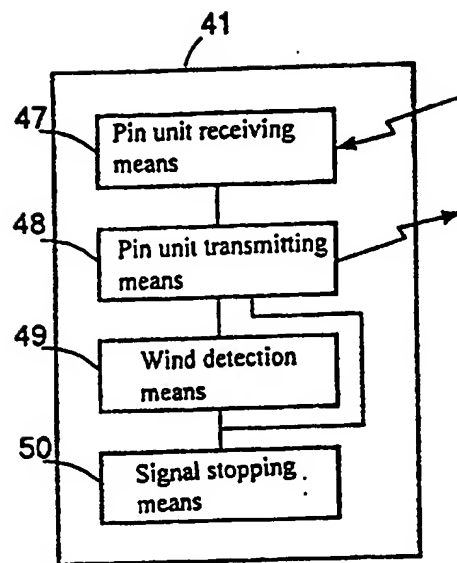 41
47
Pin unit receiving
means
48
Pin unit transmitting
means
49
Wind detection
means
50
Signal stopping
means